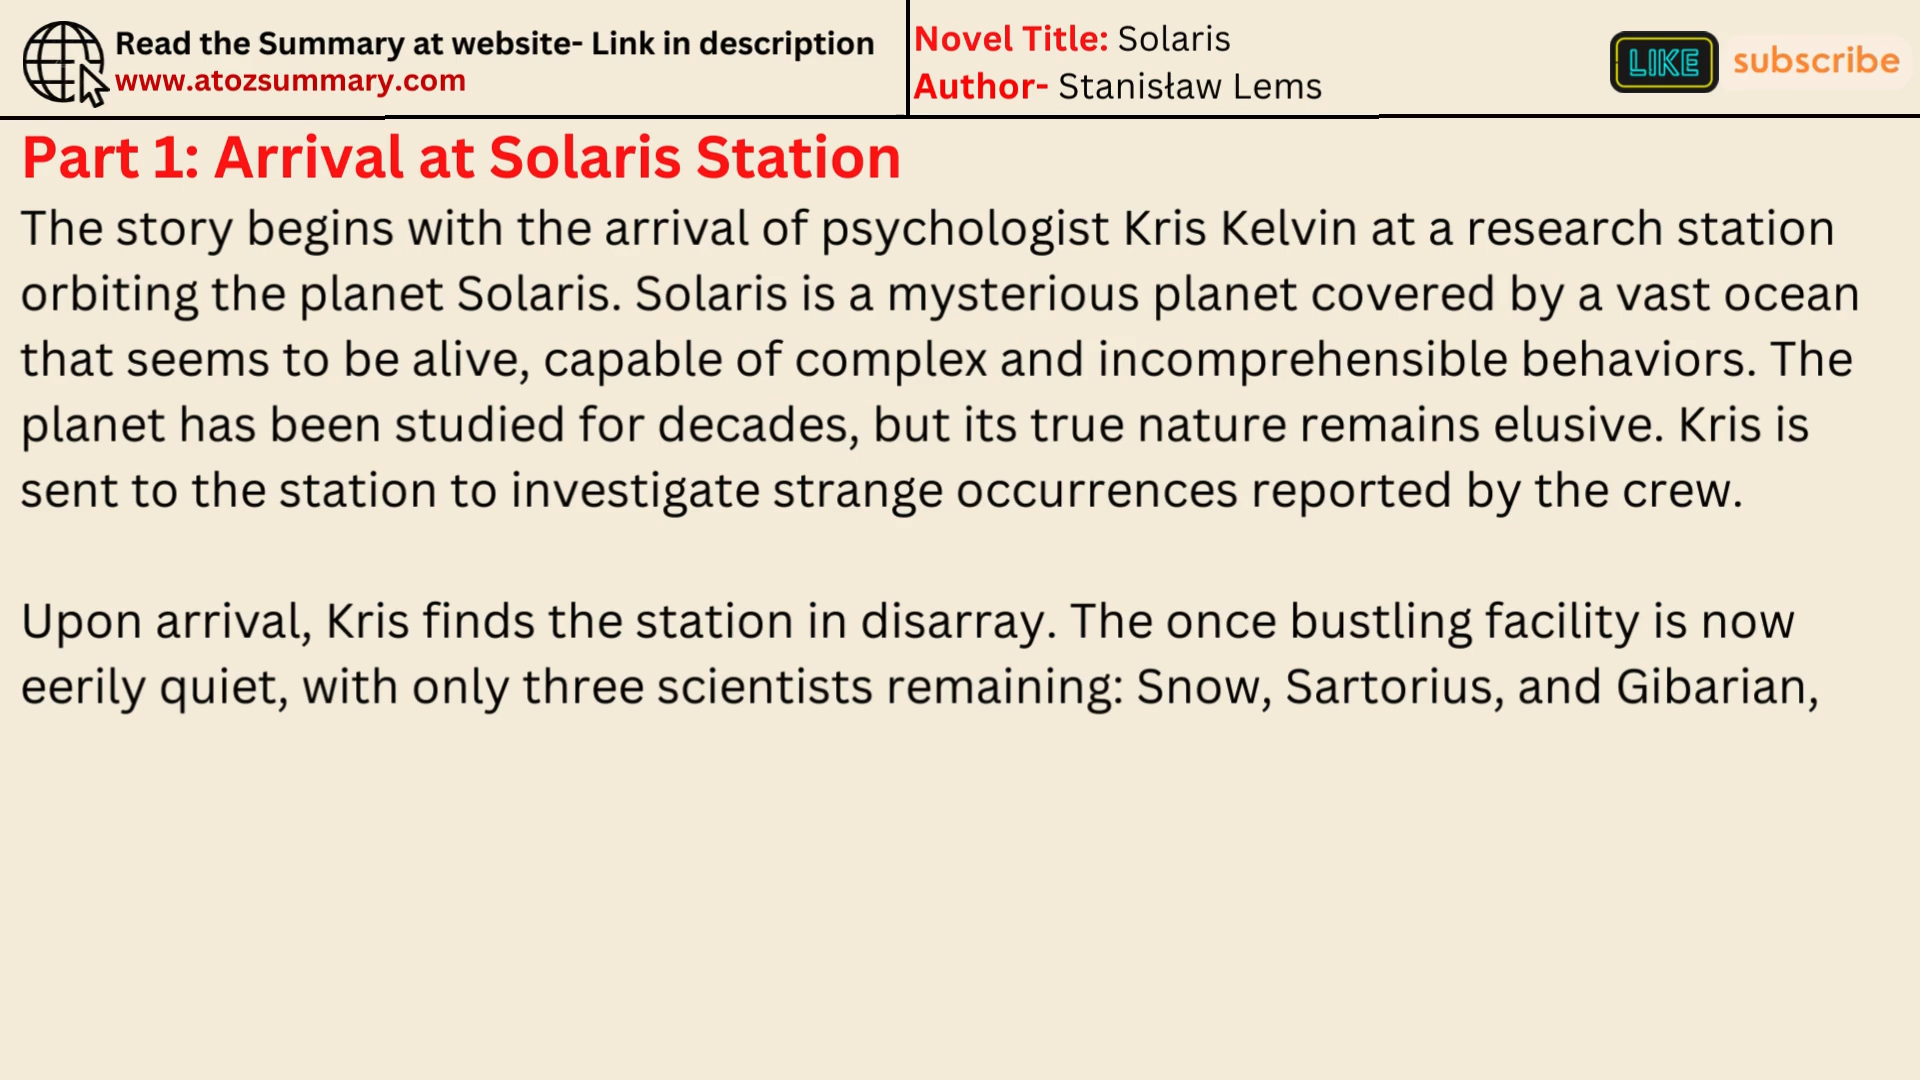 Read the Summary at website- Link in description
www.atozsummary.com
Novel Title: Solaris
Author- Stanisław Lems
LIKE
subscribe
Part 1: Arrival at Solaris Station
The story begins with the arrival of psychologist Kris Kelvin at a research station
orbiting the planet Solaris. Solaris is a mysterious planet covered by a vast ocean
that seems to be alive, capable of complex and incomprehensible behaviors. The
planet has been studied for decades, but its true nature remains elusive. Kris is
sent to the station to investigate strange occurrences reported by the crew.
Upon arrival, Kris finds the station in disarray. The once bustling facility is now
eerily quiet, with only three scientists remaining: Snow, Sartorius, and Gibarian,